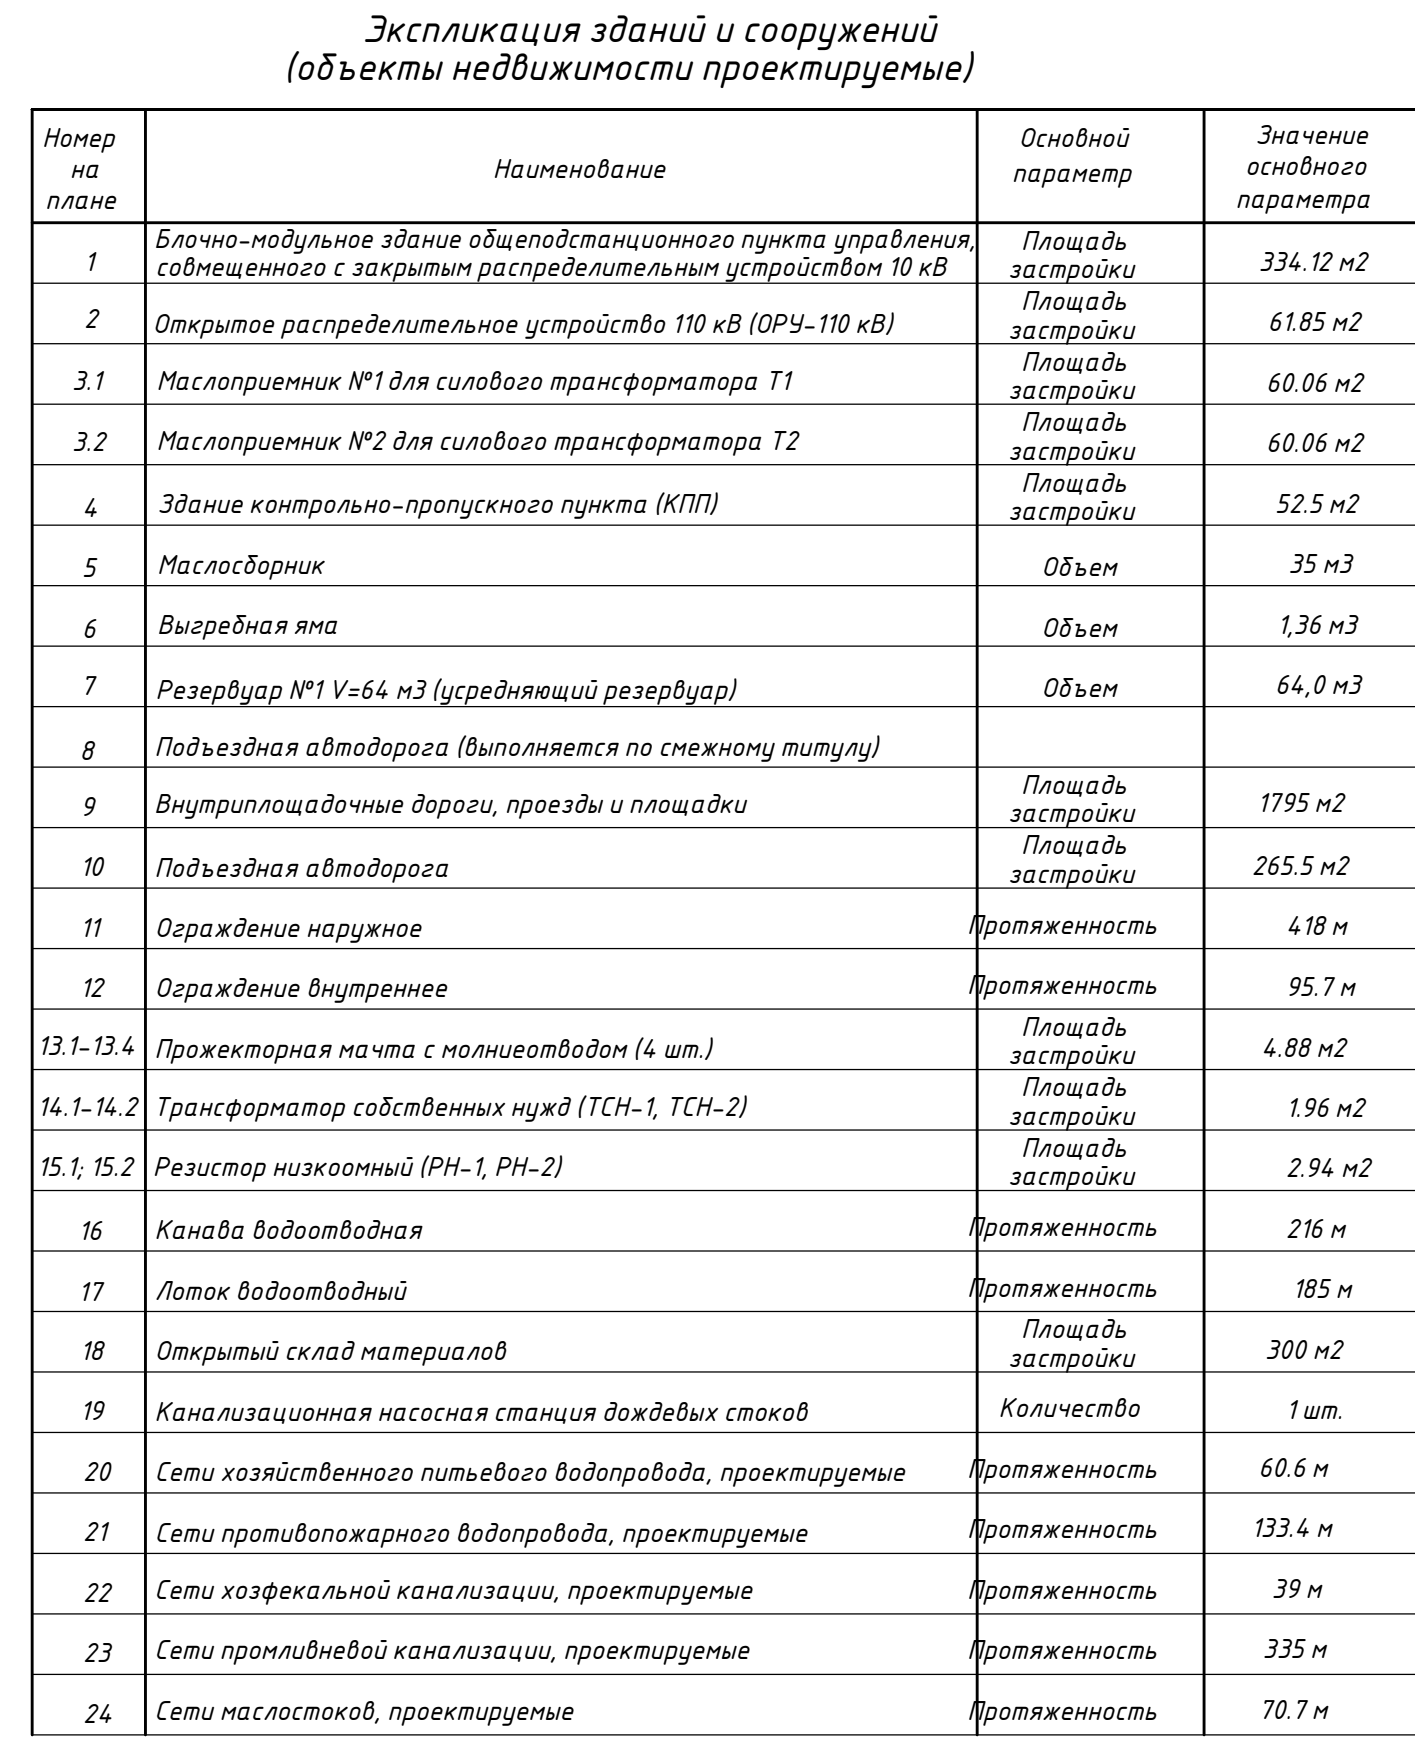 Экспликация зданий и сооружений
(объекты недвижимости проектируемые)
Номер на плане
Наименование
Основной параметр
Значение основного параметра
1
Блочно-модульное здание общеподстанционного пункта управления,
совмещенного с закрытым распределительным устройством 10 кВ
Площадь застройки
334.12 м2
2
Открытое распределительное устройство 110 кВ (ОРУ-110 кВ)
Площадь застройки
61.85 м2
3.1
Маслоприемник №1 для силового трансформатора Т1
Площадь застройки
60.06 м2
3.2
Маслоприемник №2 для силового трансформатора Т2
Площадь застройки
60.06 м2
4
Здание контрольно-пропускного пункта (КПП)
Площадь застройки
52.5 м2
5
Маслосборник
Объем
35 м3
6
Выгребная яма
Объем
1,36 м3
7
Резервуар №1 V=64 м3 (усредняющий резервуар)
Объем
64,0 м3
8
Подъездная автодорога (выполняется по смежному титулу)
9
Внутриплощадочные дороги, проезды и площадки
Площадь застройки
1795 м2
10
Подъездная автодорога
Площадь застройки
265.5 м2
11
Ограждение наружное
Протяженность
418 м
12
Ограждение внутреннее
Протяженность
95.7 м
13.1-13.4
Прожекторная мачта с молниеотводом (4 шт.)
Площадь застройки
4.88 м2
14.1-14.2
Трансформатор собственных нужд (ТСН-1, ТСН-2)
Площадь застройки
1.96 м2
15.1; 15.2
Резистор низкоомный (РН-1, РН-2)
Площадь застройки
2.94 м2
16
Канава водоотводная
Протяженность
216 м
17
Лоток водоотводный
Протяженность
185 м
18
Открытый склад материалов
Площадь застройки
300 м2
19
Канализационная насосная станция дождевых стоков
Количество
1 шт.
20
Сети хозяйственного питьевого водопровода, проектируемые
Протяженность
60.6 м
21
Сети противопожарного водопровода, проектируемые
Протяженность
133.4 м
22
Сети хозфекальной канализации, проектируемые
Протяженность
39 м
23
Сети промливневой канализации, проектируемые
Протяженность
335 м
24
Сети маслостоков, проектируемые
Протяженность
70.7 м